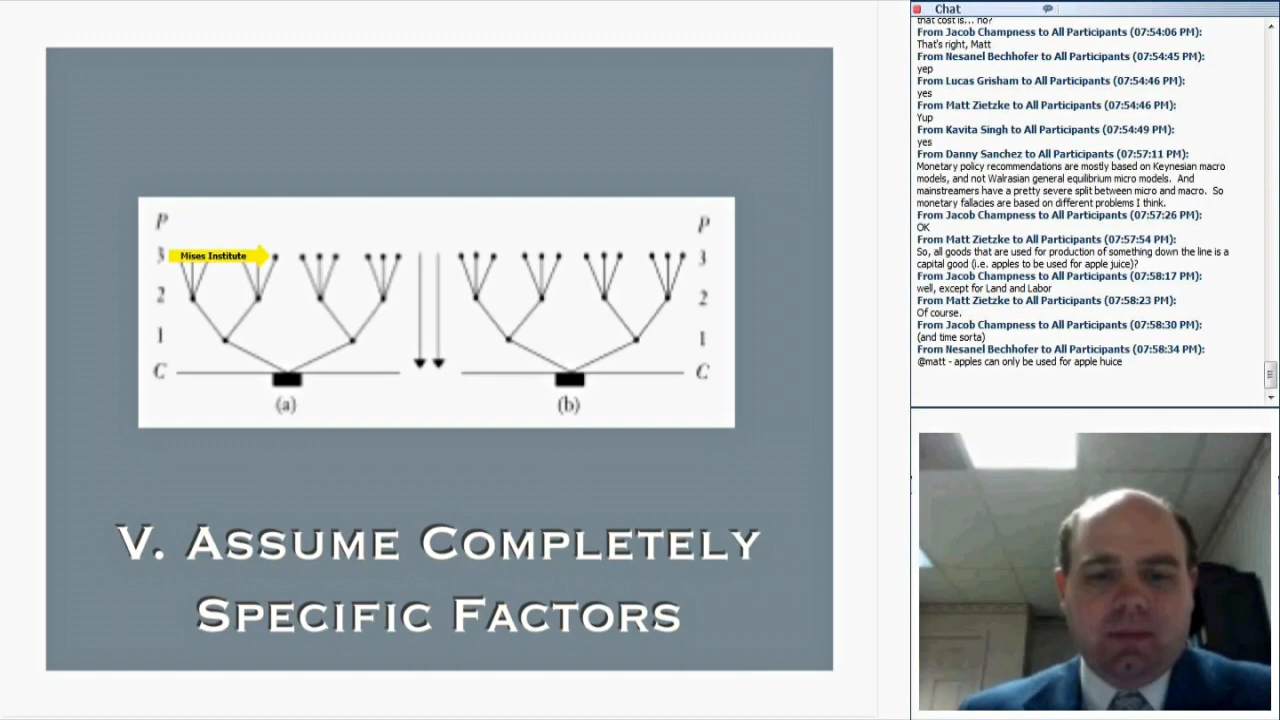 P
3
2
1
C
Mises Institute
(a)
P
3
2
1
C
(b)
V. Assume Completely
Specific Factors
Chat
that cost is... no?
From Jacob Champness to All Participants (07:54:06 PM):
That's right, Matt
From Nesanel Bechhofer to All Participants (07:54:45 PM):
yep
From Lucas Grisham to All Participants (07:54:46 PM):
yes
From Matt Zietzke to All Participants (07:54:46 PM):
Yup
From Kavita Singh to All Participants (07:54:49 PM):
yes
From Danny Sanchez to All Participants (07:57:11 PM):
Monetary policy recommendations are mostly based on Keynesian macro
models, and not Walrasian general equilibrium micro models. And
mainstreamers have a pretty severe split between micro and macro. So
monetary fallacies are based on different problems I think.
From Jacob Champness to All Participants (07:57:26 PM):
OK
From Matt Zietzke to All Participants (07:57:54 PM):
So, all goods that are used for production of something down the line is a
capital good (i.e. apples to be used for apple juice)?
From Jacob Champness to All Participants (07:58:17 PM):
well, except for Land and Labor
From Matt Zietzke to All Participants (07:58:23 PM):
Of course.
From Jacob Champness to All Participants (07:58:30 PM):
(and time sorta)
From Nesanel Bechhofer to All Participants (07:58:34 PM):
@matt - apples can only be used for apple huice